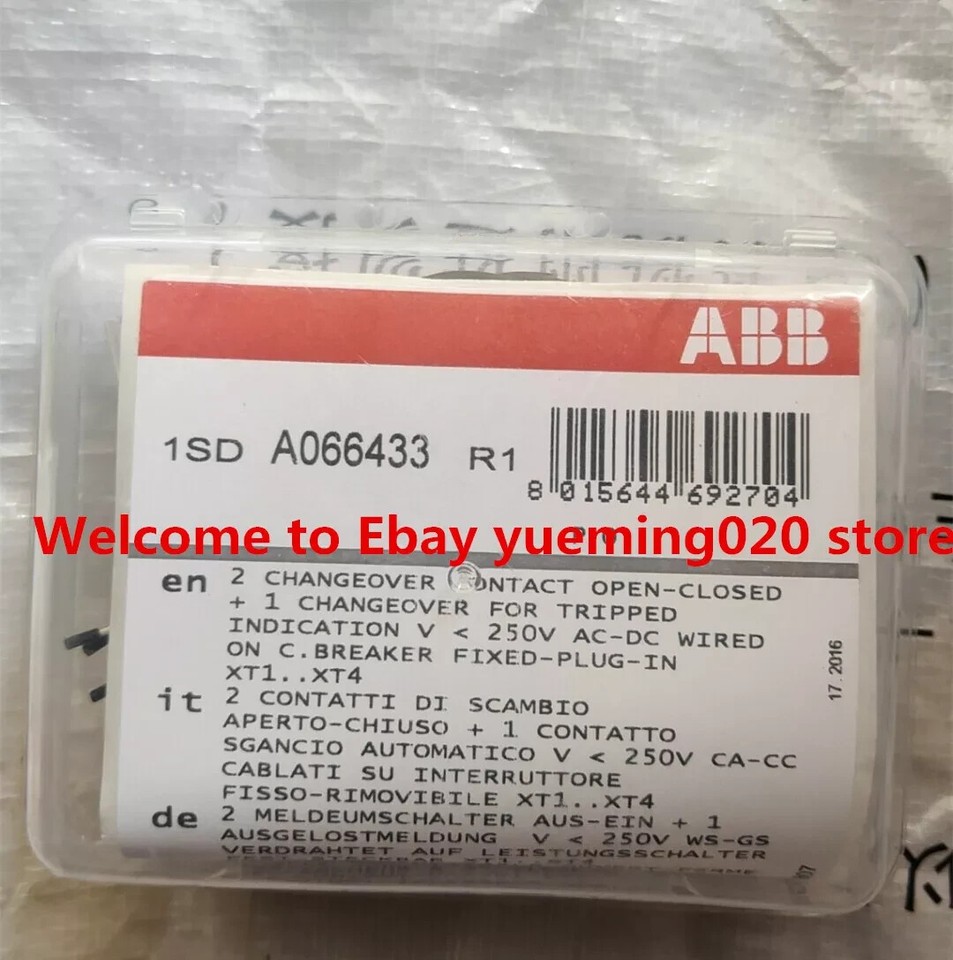 ABB
1SD A066433 R1
8 015644 692704
Welcome to Ebay yueming020 store
en 2 CHANGEOVER CONTACT OPEN-CLOSED
+ 1 CHANGEOVER FOR TRIPPED
INDICATION V < 250V AC-DC WIRED
ON C.BREAKER FIXED-PLUG-IN
XT1..XT4
it 2 CONTATTI DI SCAMBIO
APERTO-CHIUSO + 1 CONTATTO
SGANCIO AUTOMATICO V < 250V CA-CC
CABLATI SU INTERRUTTORE
FISSO-RIMOVIBILE XT1..XT4
de 2 MELDEUMSCHALTER AUS-EIN + 1
AUSGELOSTMELDUNG V < 250V WS-GS
VERDRAHTET AUF LEISTUNGSSCHALTER
17.2016